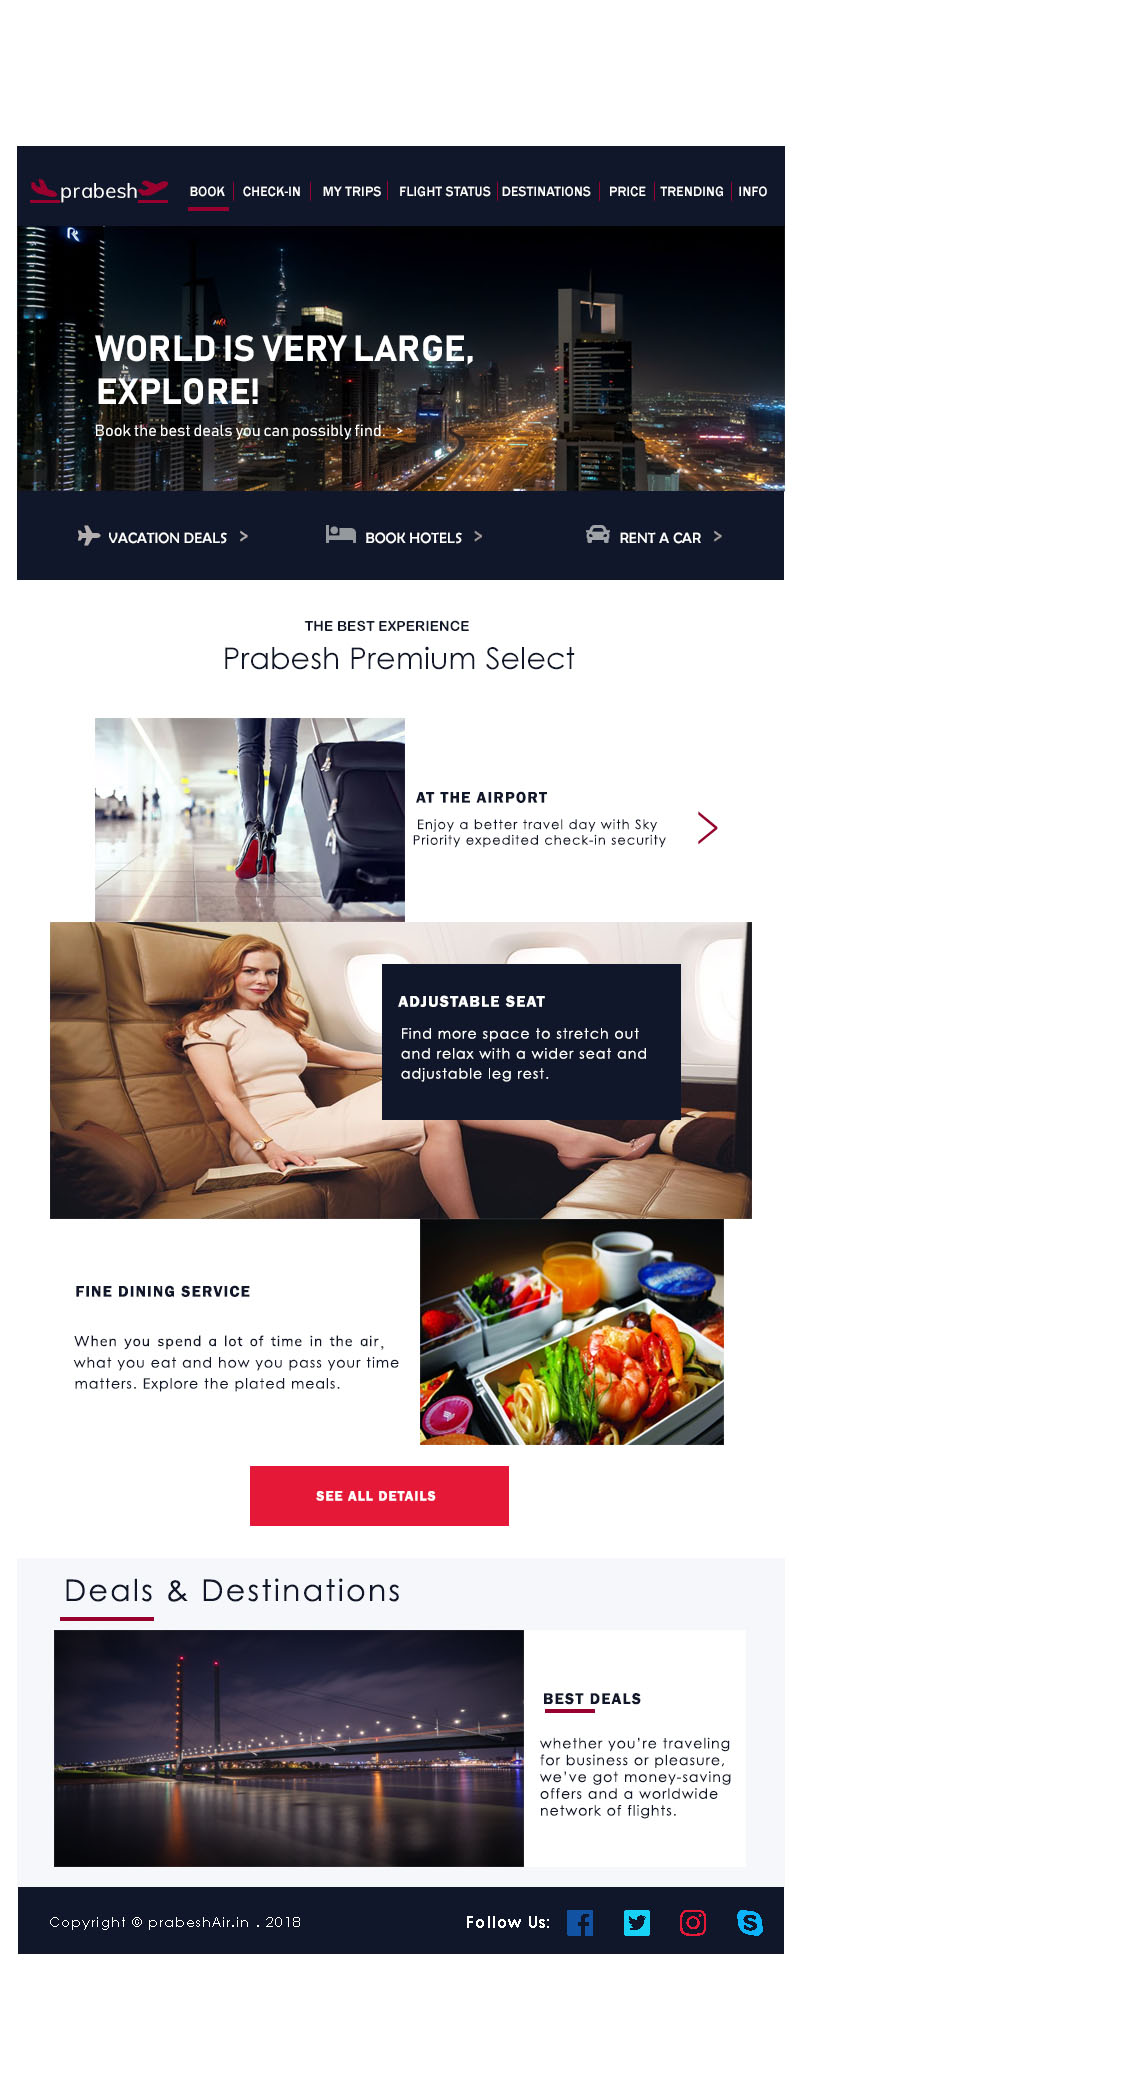 prabesh
BOOK
CHECK-IN
MY TRIPS
FLIGHT STATUS
DESTINATIONS
PRICE
TRENDING
INFO
WORLD IS VERY LARGE,
EXPLORE!
Book the best deals you can possibly find. >
VACATION DEALS >
BOOK HOTELS >
RENT A CAR >
THE BEST EXPERIENCE
Prabesh Premium Select
AT THE AIRPORT
Enjoy a better travel day with Sky
Priority expedited check-in security
ADJUSTABLE SEAT
Find more space to stretch out
and relax with a wider seat and
adjustable leg rest.
FINE DINING SERVICE
When you spend a lot of time in the air,
what you eat and how you pass your time
matters. Explore the plated meals.
SEE ALL DETAILS
Deals & Destinations
BEST DEALS
whether you’re traveling
for business or pleasure,
we’ve got money-saving
offers and a worldwide
network of flights.
Copyright © prabeshAir.in . 2018
Follow Us: